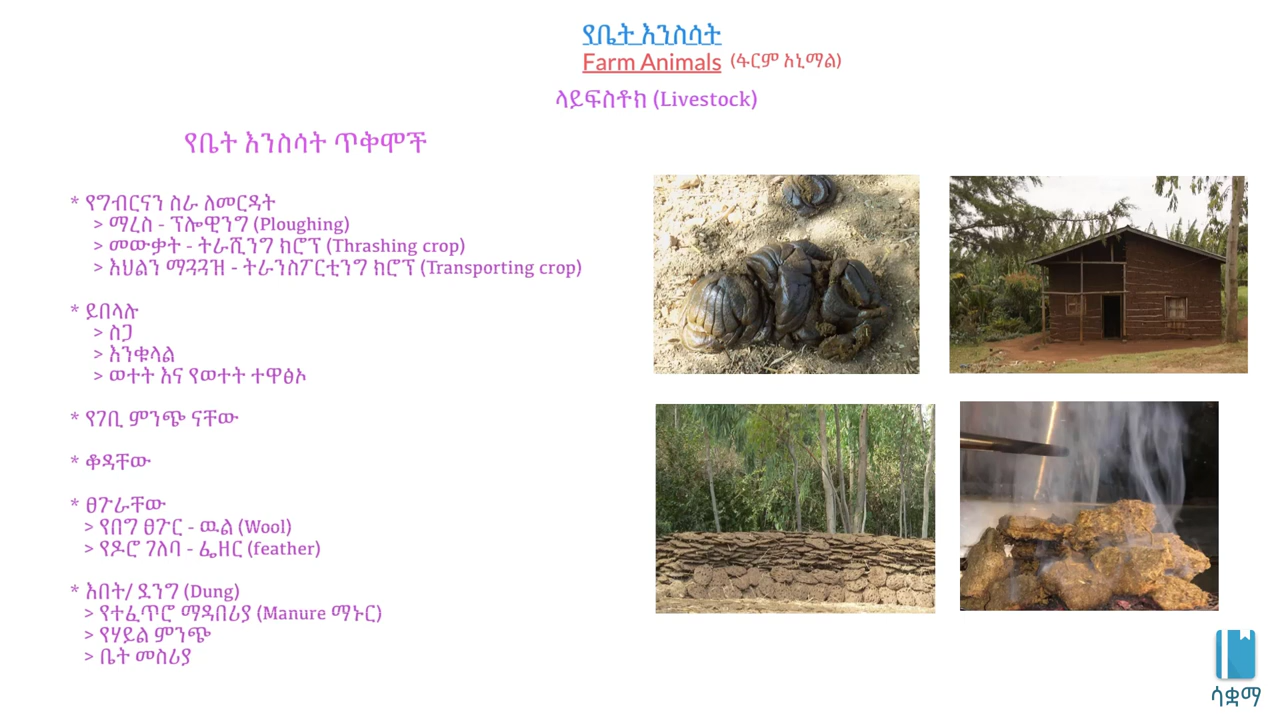 የቤት እንስሳት
Farm Animals (ፋርም አኒማል)
ላይፍስቶክ (Livestock)
የቤት እንስሳት ጥቅሞች
* የግብርናን ስራ ለመርዳት
> ማረስ - ፕሎዊንግ (Ploughing)
> መውቃት - ትራሺንግ ክሮፕ (Thrashing crop)
> እህልን ማጓጓዝ - ትራንስፖርቲንግ ክሮፕ (Transporting crop)
* ይበላሉ
> ስጋ
> እንቁላል
> ወተት እና የወተት ተዋፅኦ
* የገቢ ምንጭ ናቸው
* ቆዳቸው
* ፀጉራቸው
> የበግ ፀጉር - ዉል (Wool)
> የዶሮ ገለባ - ፌዘር (feather)
* እበት/ ደንግ (Dung)
> የተፈጥሮ ማዳበሪያ (Manure ማኑር)
> የሃይል ምንጭ
> ቤት መስሪያ
ሳቋማ